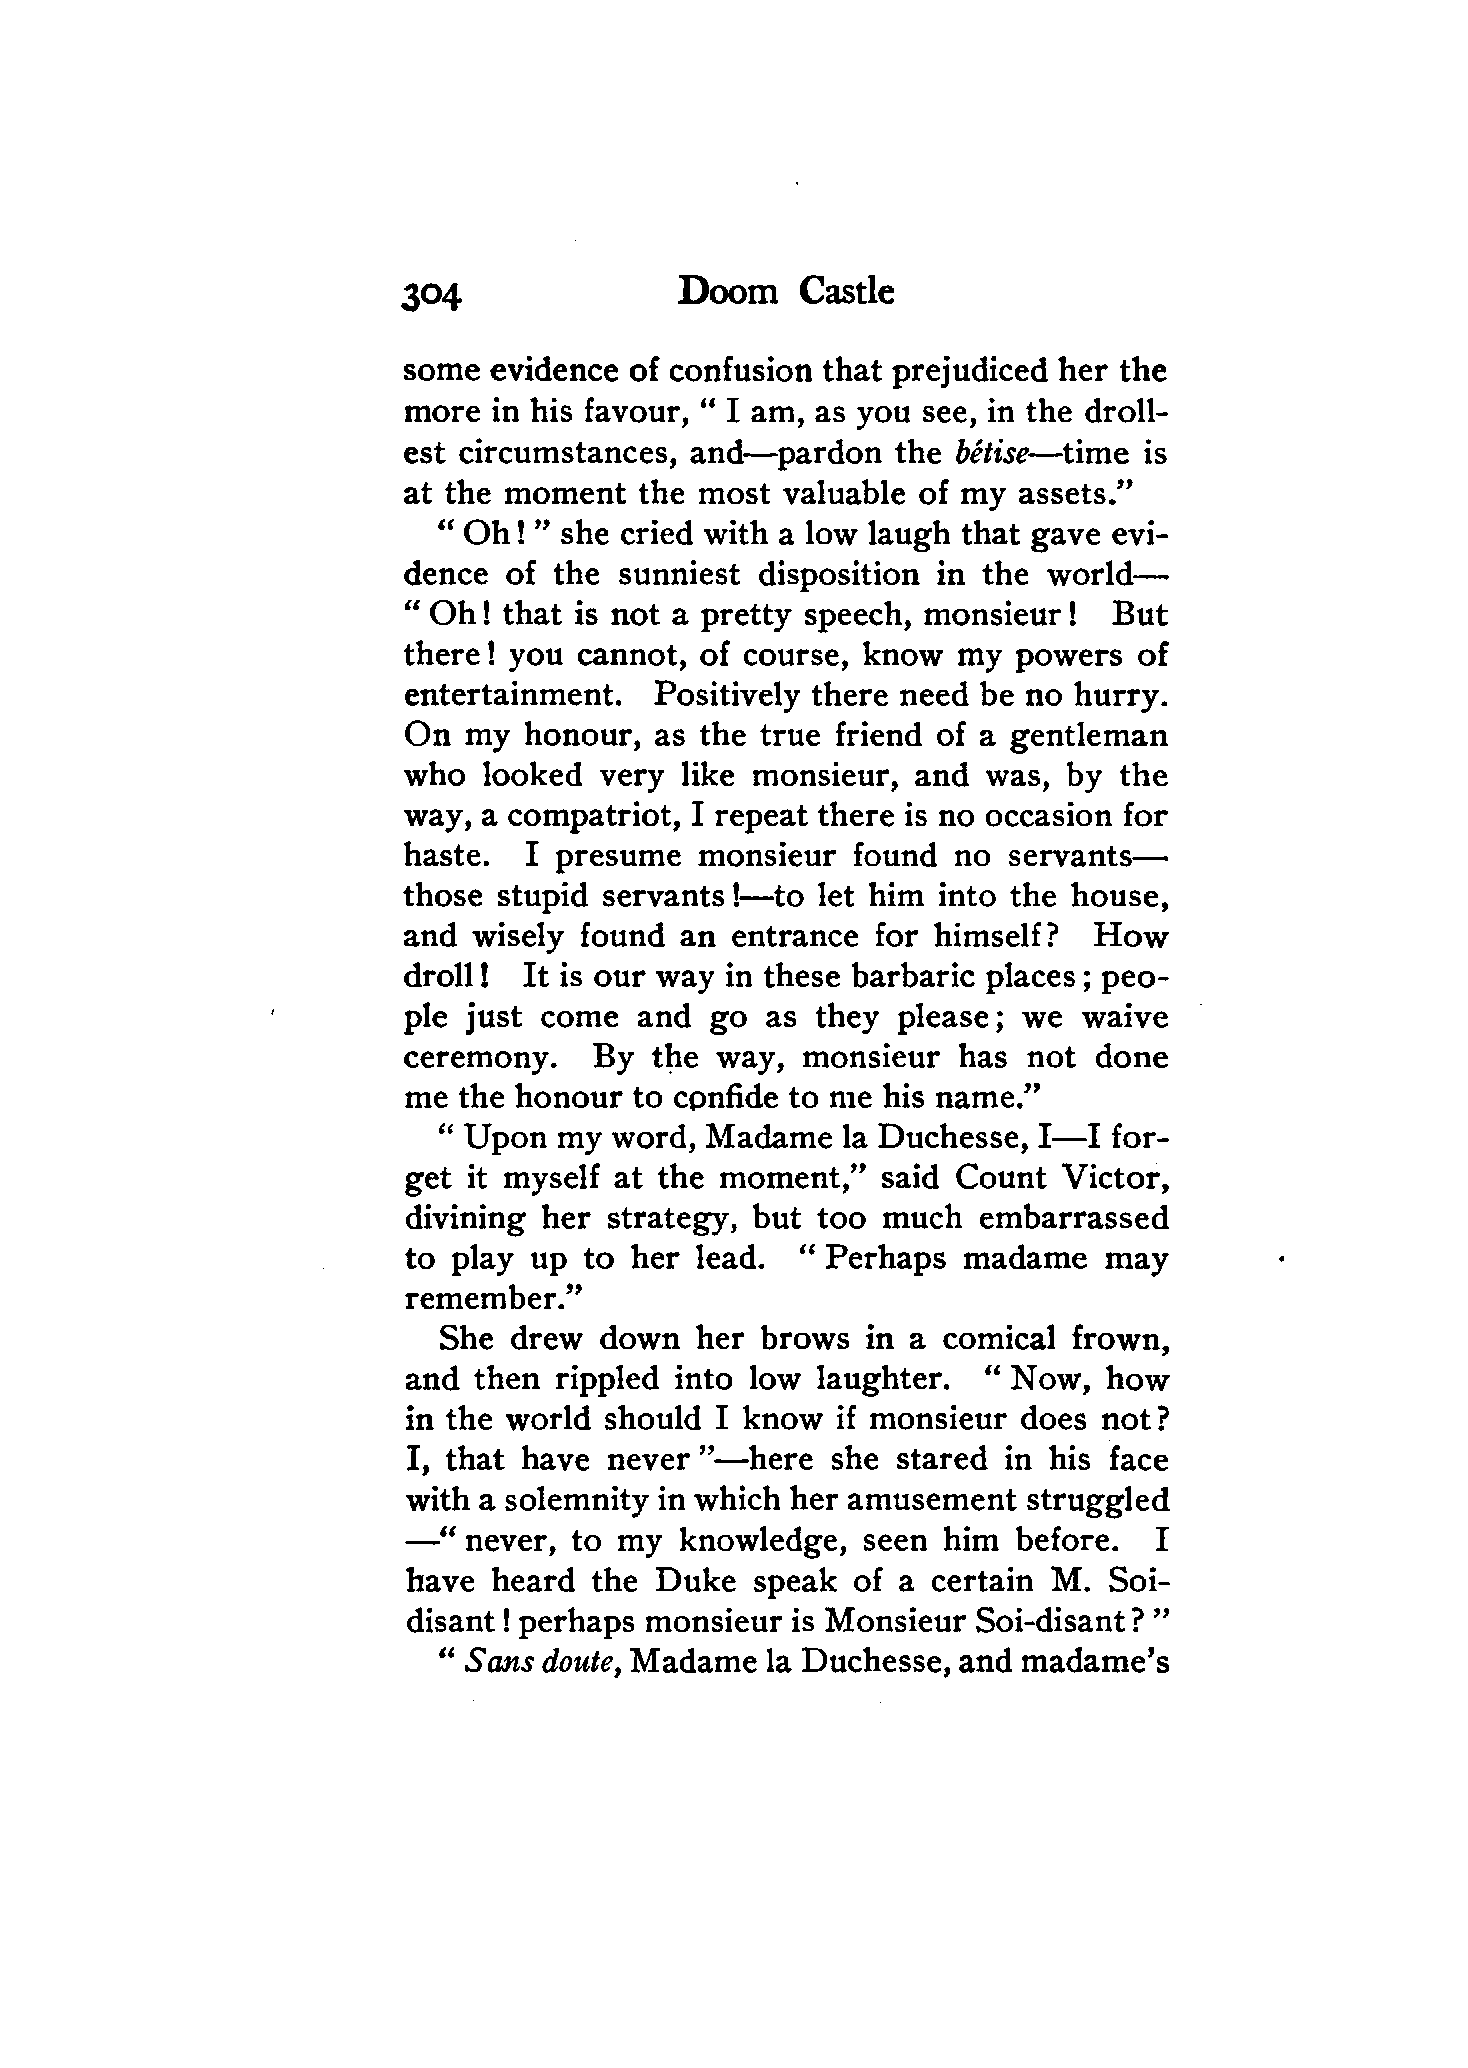 304 Doom Castle
some evidence of confusion that prejudiced her the
more in his favour, “ I am, as you see, in the droll-
est circumstances, and—pardon the bêtise—time is
at the moment the most valuable of my assets.”
“ Oh ! ” she cried with a low laugh that gave evi-
dence of the sunniest disposition in the world—
“ Oh ! that is not a pretty speech, monsieur ! But
there ! you cannot, of course, know my powers of
entertainment. Positively there need be no hurry.
On my honour, as the true friend of a gentleman
who looked very like monsieur, and was, by the
way, a compatriot, I repeat there is no occasion for
haste. I presume monsieur found no servants—
those stupid servants !—to let him into the house,
and wisely found an entrance for himself? How
droll ! It is our way in these barbaric places ; peo-
ple just come and go as they please ; we waive
ceremony. By the way, monsieur has not done
me the honour to confide to me his name.”
“ Upon my word, Madame la Duchesse, I—I for-
get it myself at the moment,” said Count Victor,
divining her strategy, but too much embarrassed
to play up to her lead. “ Perhaps madame may
remember.”
She drew down her brows in a comical frown,
and then rippled into low laughter. “ Now, how
in the world should I know if monsieur does not?
I, that have never ”—here she stared in his face
with a solemnity in which her amusement struggled
—“ never, to my knowledge, seen him before. I
have heard the Duke speak of a certain M. Soi-
disant ! perhaps monsieur is Monsieur Soi-disant ? ”
“ Sans doute, Madame la Duchesse, and madame’s